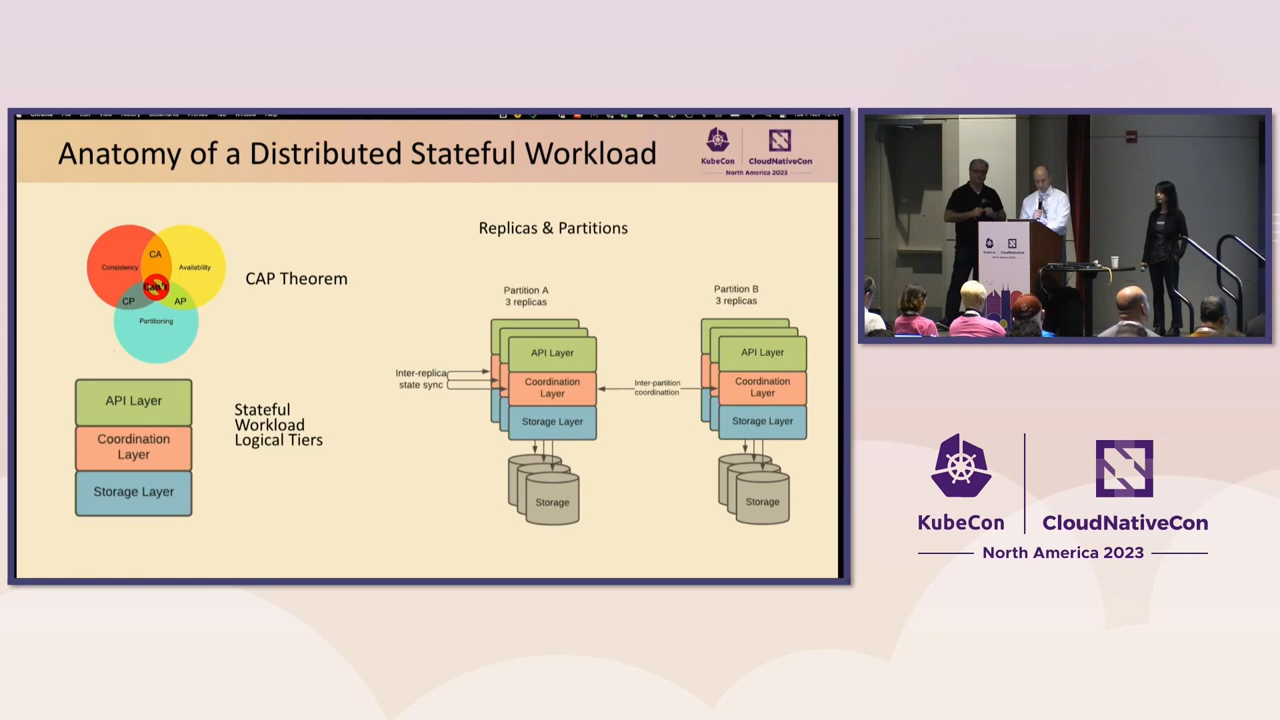 Anatomy of a Distributed Stateful Workload
KubeCon
CloudNativeCon
North America 2023
CA
Consistency
Availability
Can't
CP
AP
Partitioning
CAP Theorem
API Layer
Coordination
Layer
Storage Layer
Stateful
Workload
Logical Tiers
Replicas & Partitions
Partition A
3 replicas
Inter-replica
state sync
API Layer
Coordination
Layer
Storage Layer
Storage
Inter-partition
coordinattion
Partition B
3 replicas
API Layer
Coordination
Layer
Storage Layer
Storage
KubeCon
CloudNativeCon
North America 2023